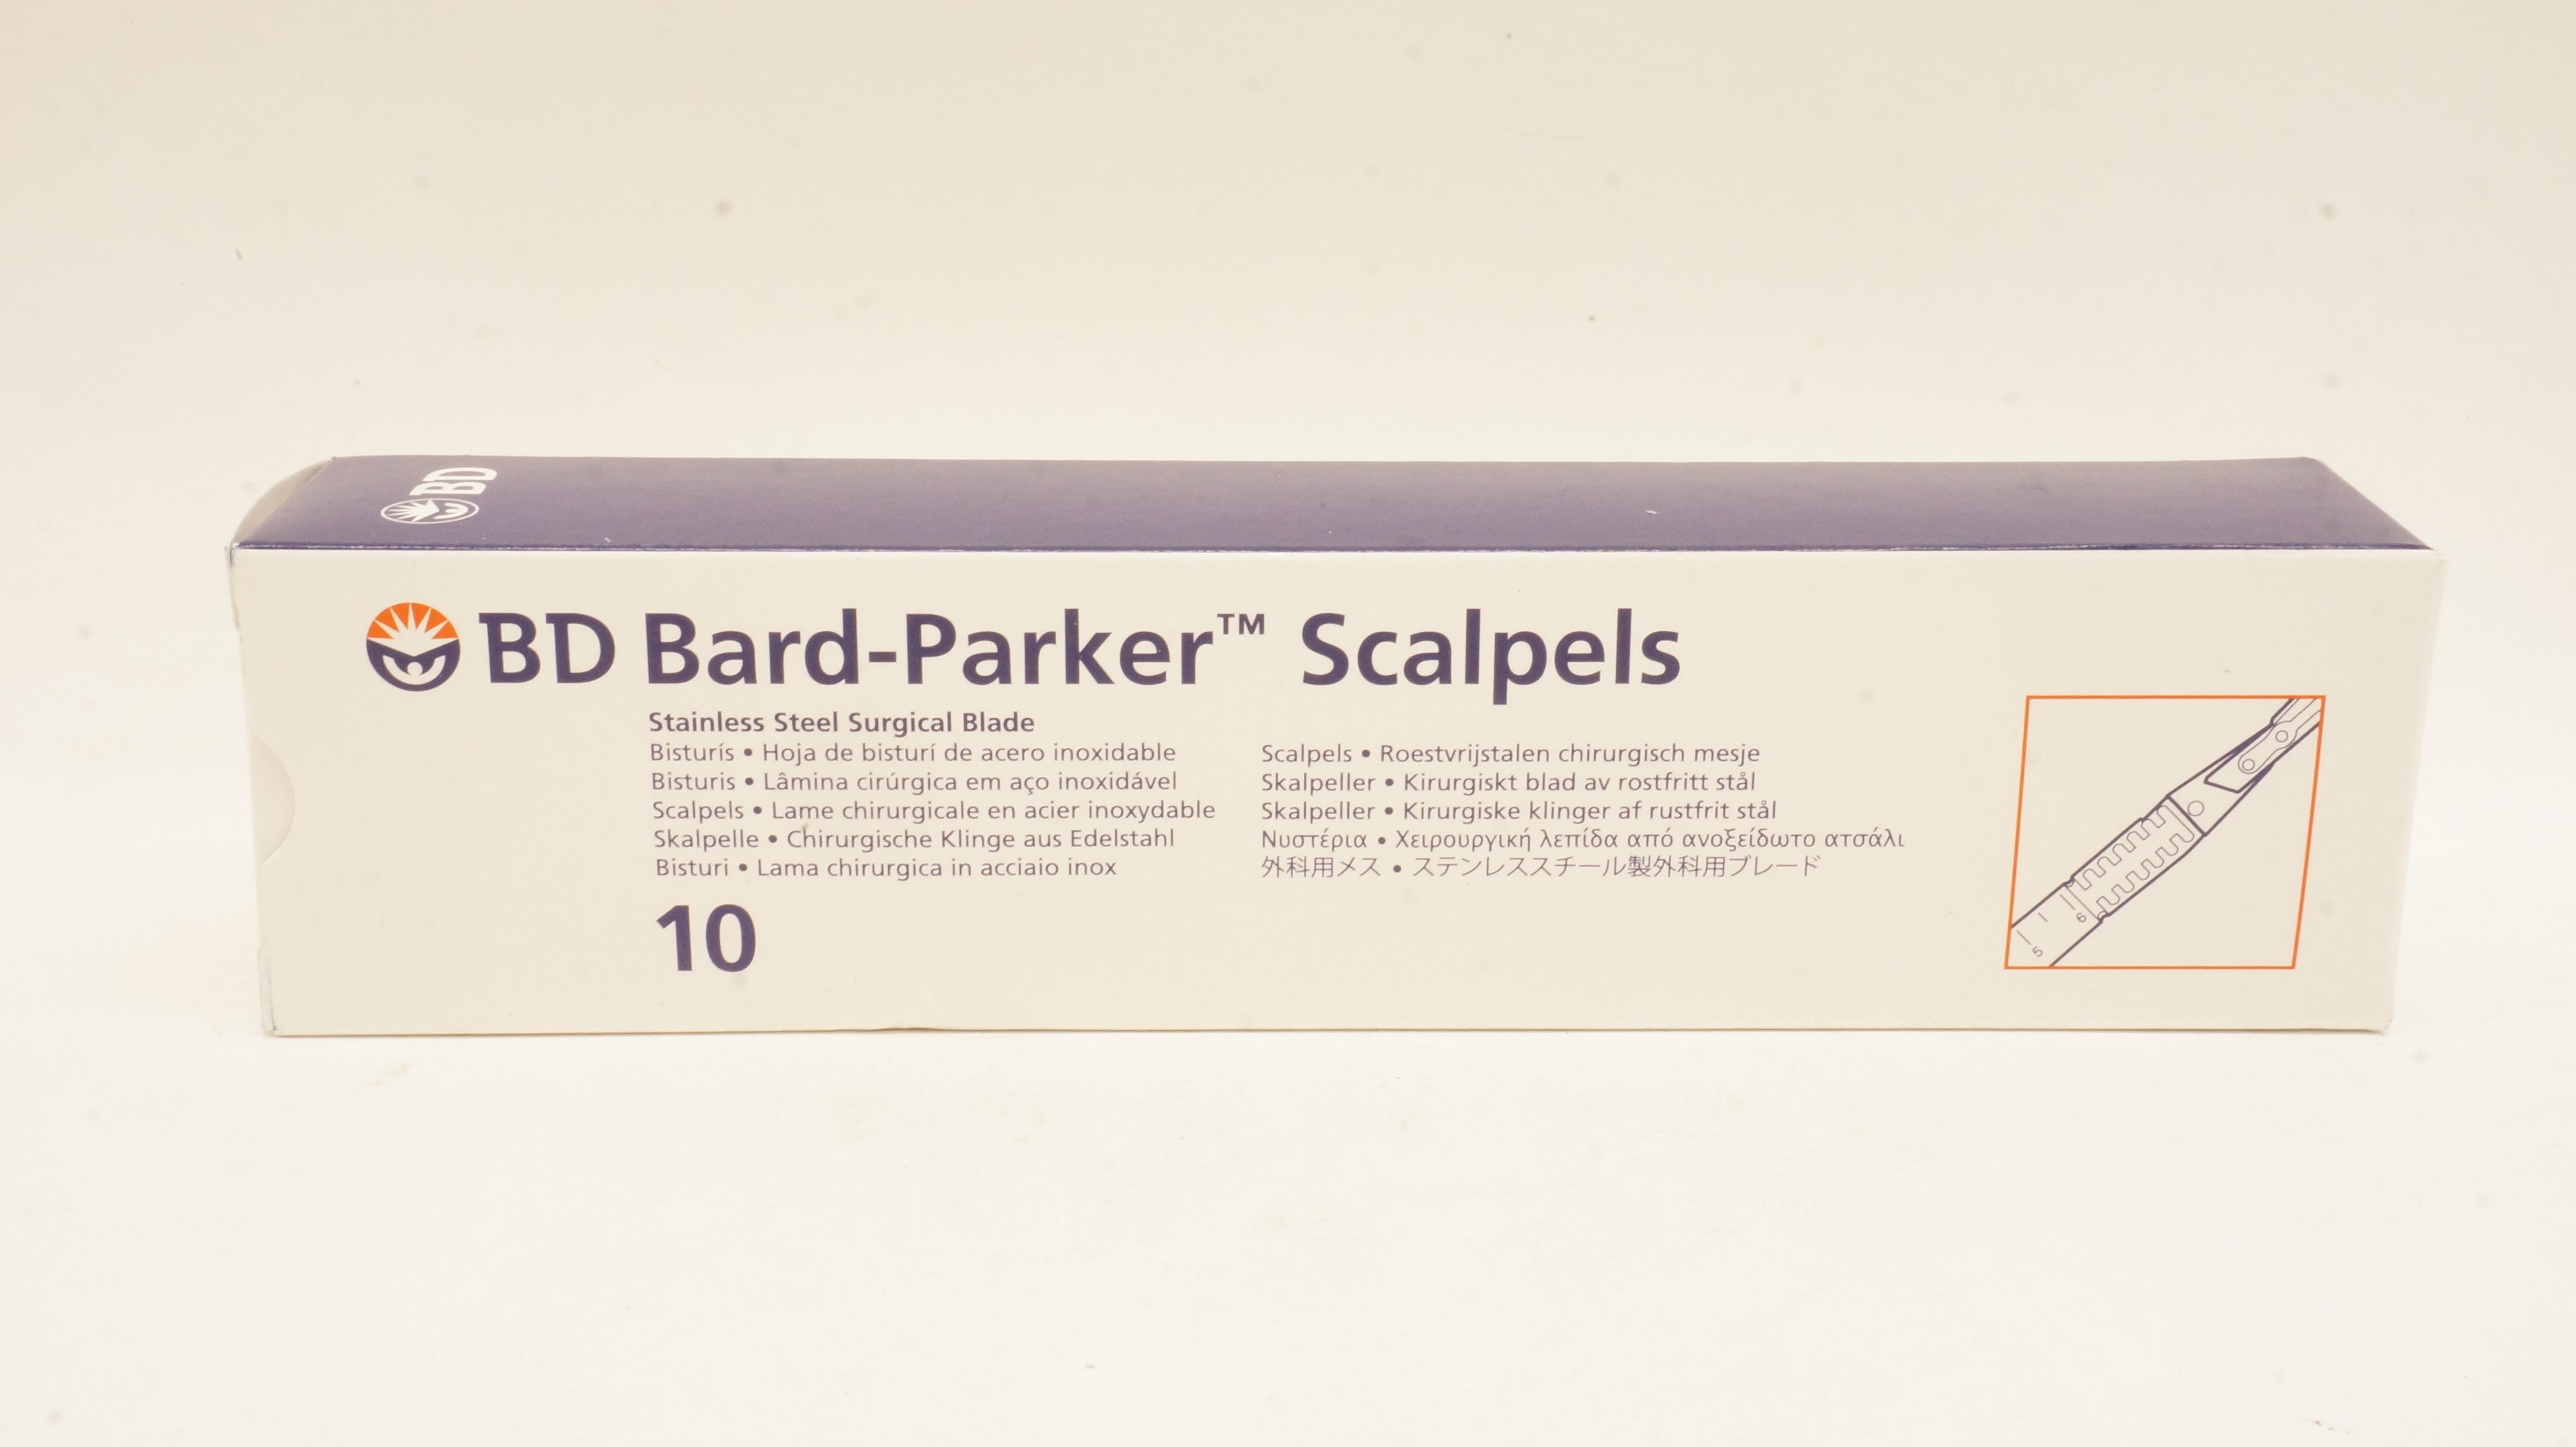 BD
BD Bard-Parker™ Scalpels
Stainless Steel Surgical Blade
Bisturís • Hoja de bisturí de acero inoxidable
Bisturis • Lâmina cirúrgica em aço inoxidável
Scalpels • Lame chirurgicale en acier inoxydable
Skalpelle • Chirurgische Klinge aus Edelstahl
Bisturi • Lama chirurgica in acciaio inox
Scalpels • Roestvrijstalen chirurgisch mesje
Skalpeller • Kirurgiskt blad av rostfritt stål
Skalpeller • Kirurgiske klinger af rustfrit stål
Νυστέρια • Χειρουργική λεπίδα από ανοξείδωτο ατσάλι
外科用メス • ステンレススチール製外科用ブレード
10
6
5